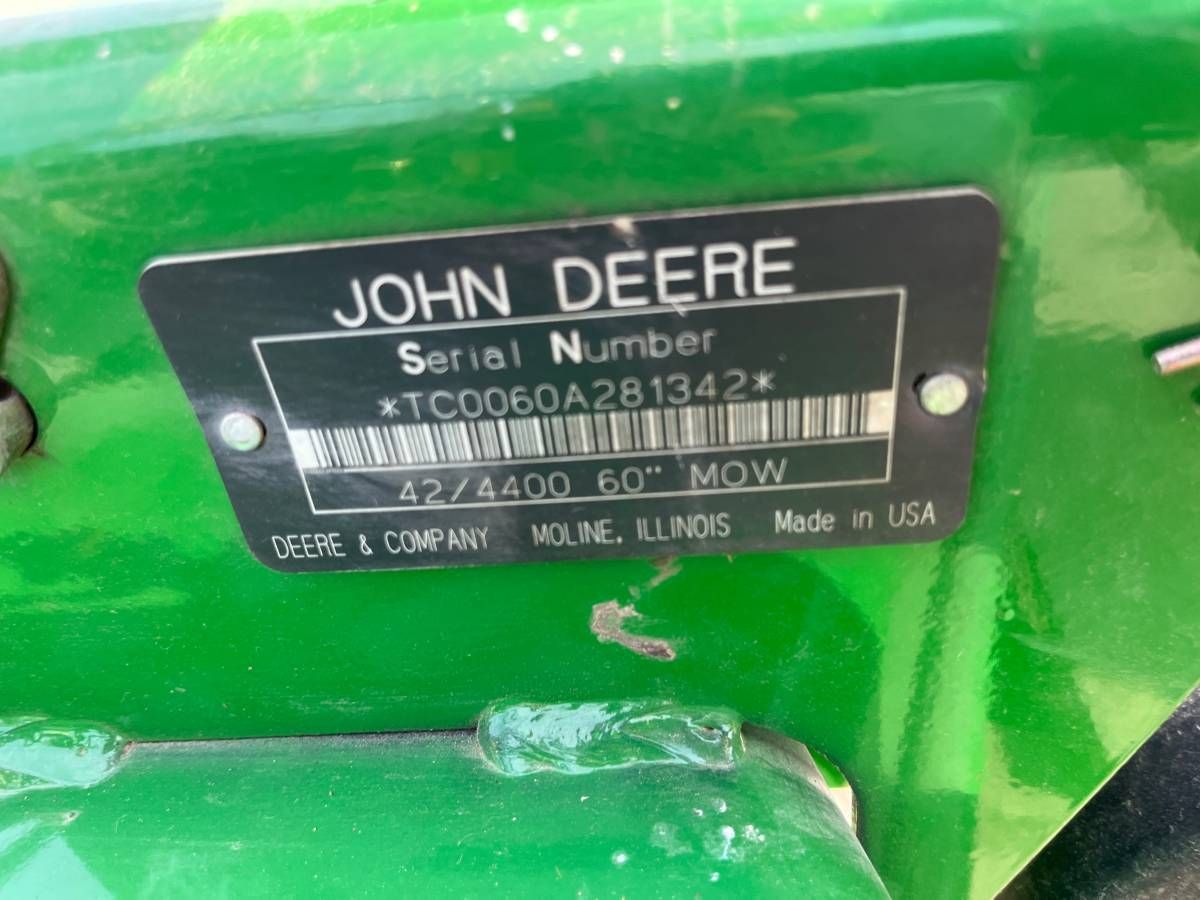 JOHN DEERE
Serial Number
*TC0060A281342*
42/4400 60" MOW
DEERE & COMPANY MOLINE, ILLINOIS Made in USA